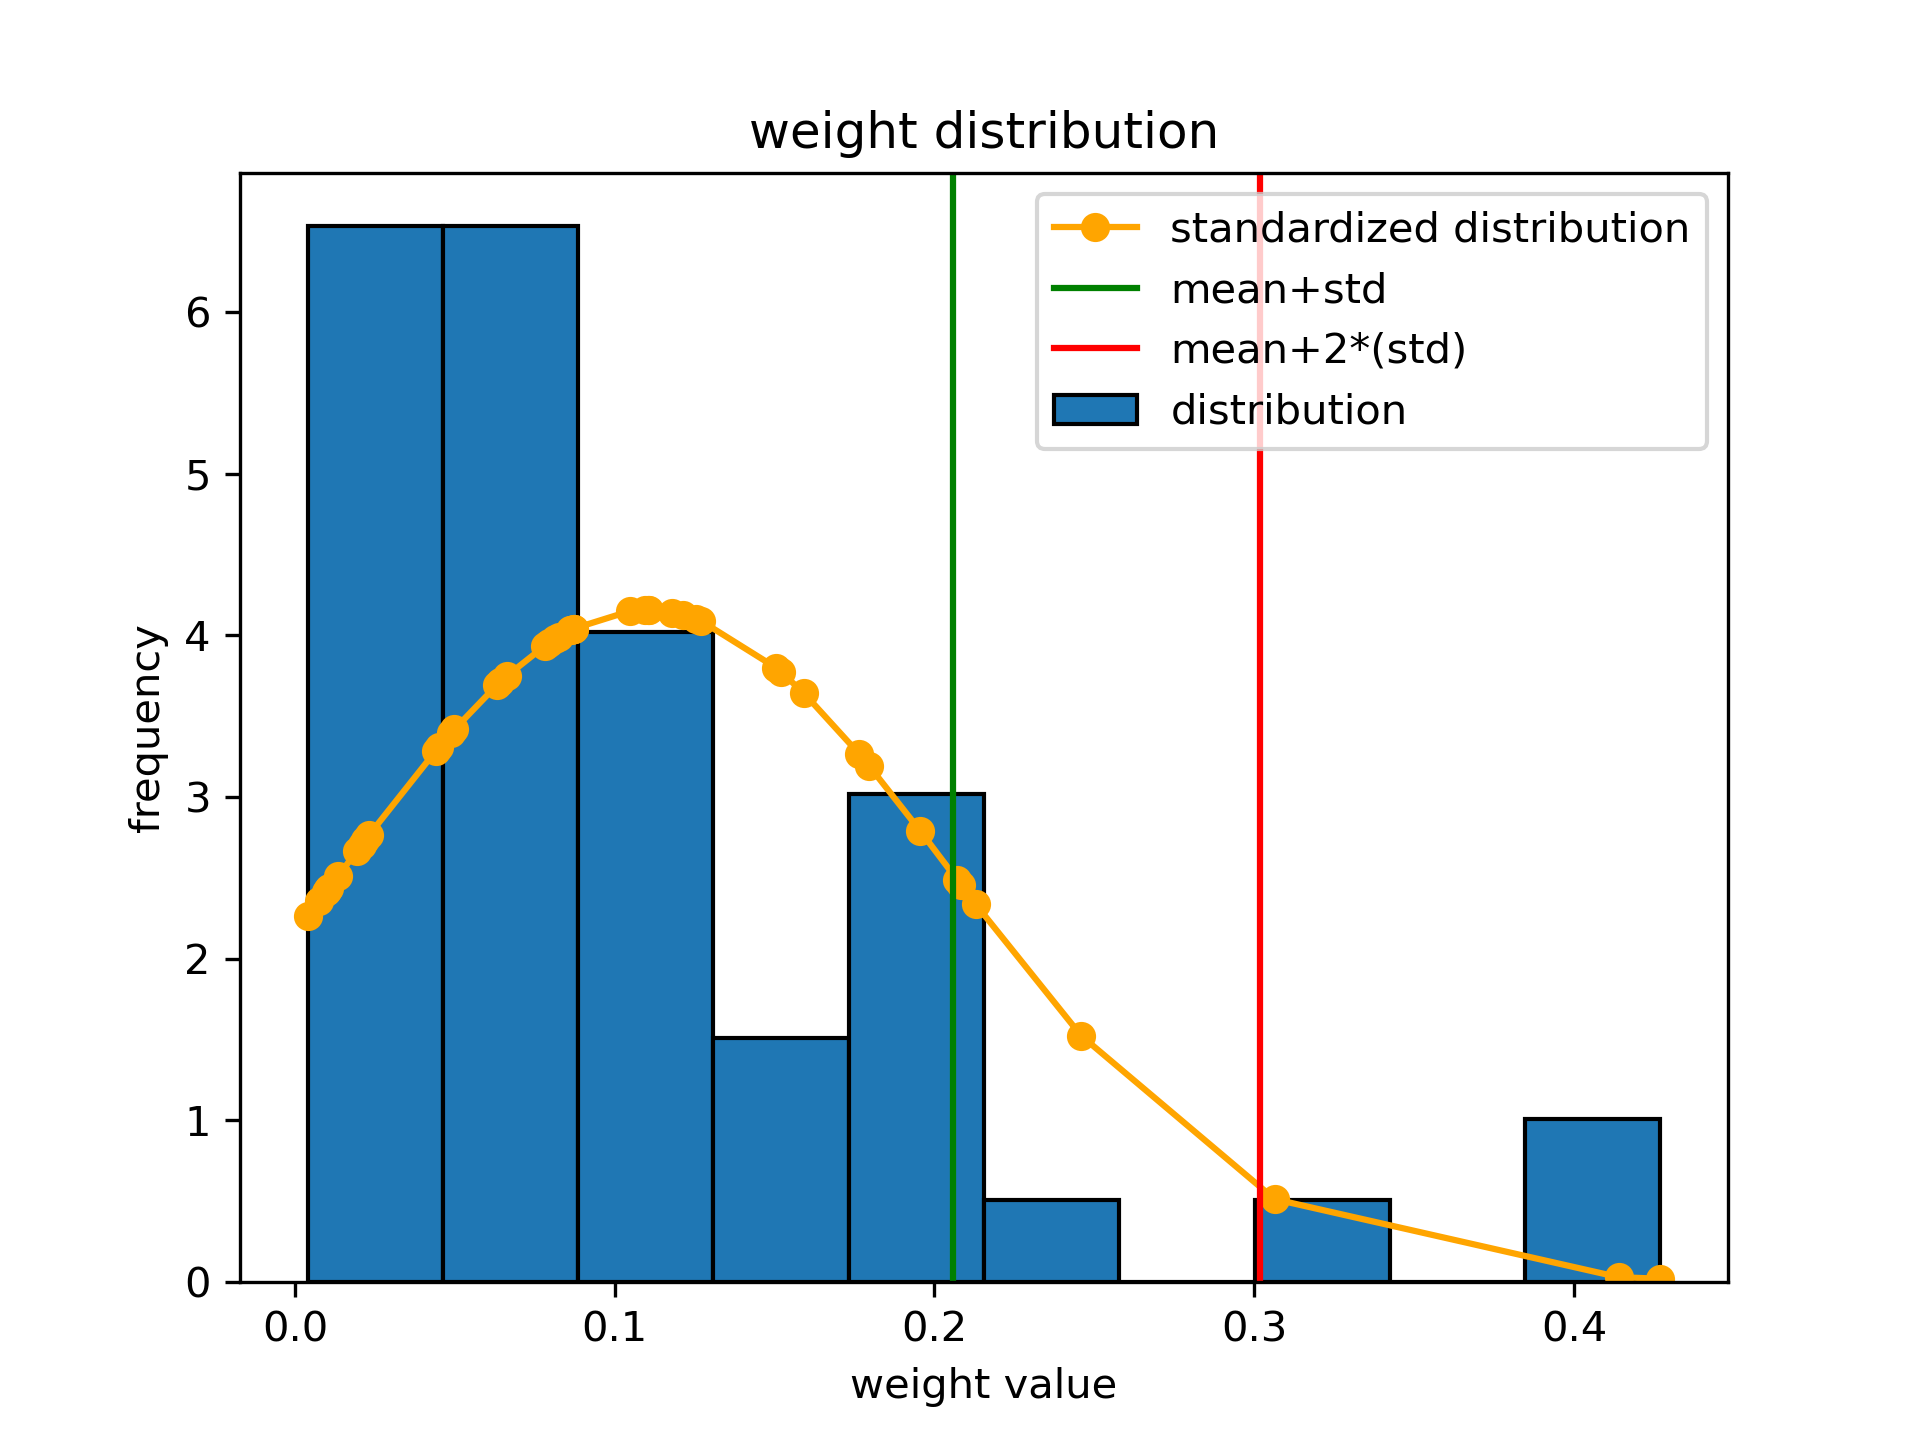 weight distribution
standardized distribution
mean+std
mean+2*(std)
distribution
frequency
6
5
4
3
2
1
0
0.0 0.1 0.2 0.3 0.4
weight value